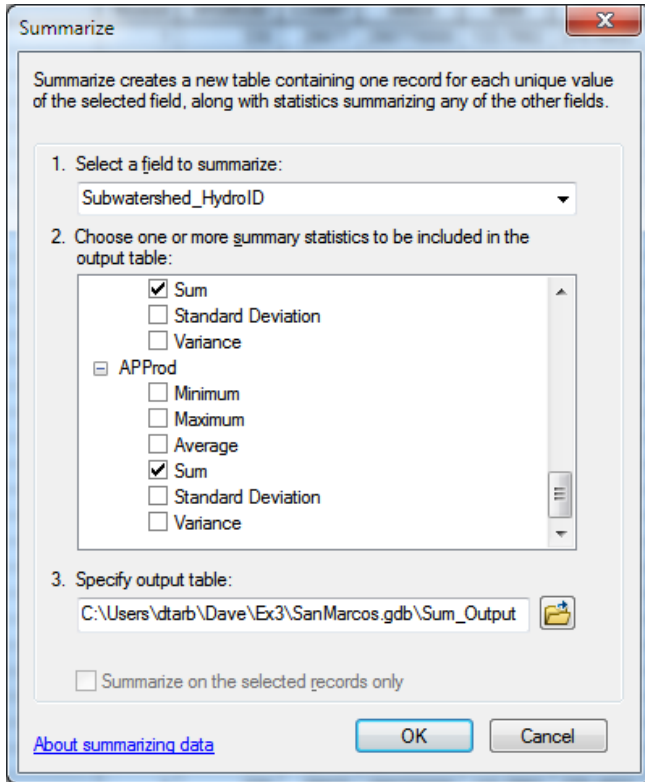 Summarize
Summarize creates a new table containing one record for each unique value
of the selected field, along with statistics summarizing any of the other fields.
1. Select a field to summarize:
Subwatershed_HydroID
2. Choose one or more summary statistics to be included in the
output table:
Sum
Standard Deviation
Variance
APProd
Minimum
Maximum
Average
Sum
Standard Deviation
Variance
3. Specify output table:
C:\Users\dtarb\Dave\Ex3\SanMarcos.gdb\Sum_Output
Summarize on the selected records only
About summarizing data
OK
Cancel